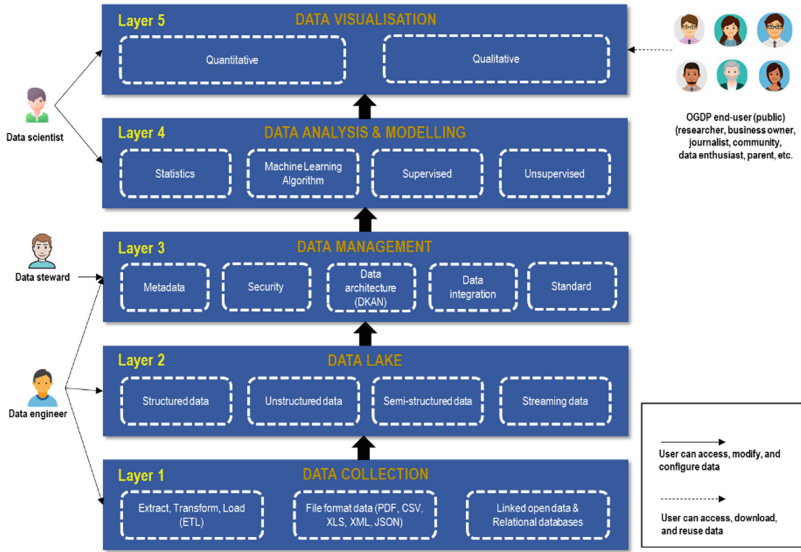 Layer 5
DATA VISUALISATION
Quantitative
Qualitative
Data scientist
OGDP end-user (public)
(researcher, business owner,
journalist, community,
data enthusiast, parent, etc.
Layer 4
DATA ANALYSIS & MODELLING
Statistics
Machine Learning
Algorithm
Supervised
Unsupervised
Layer 3
DATA MANAGEMENT
Data steward
Metadata
Security
Data
architecture
(DKAN)
Data
integration
Standard
Layer 2
DATA LAKE
Structured data
Unstructured data
Semi-structured data
Streaming data
Data engineer
Layer 1
DATA COLLECTION
Extract, Transform, Load
(ETL)
File format data (PDF, CSV,
XLS, XML, JSON)
Linked open data &
Relational databases
User can access, modify, and
configure data
User can access, download,
and reuse data